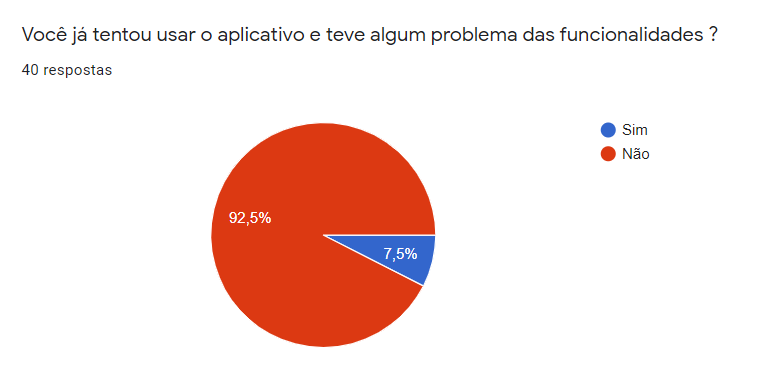 Você já tentou usar o aplicativo e teve algum problema das funcionalidades ?
40 respostas
Sim
Não
92,5%
7,5%